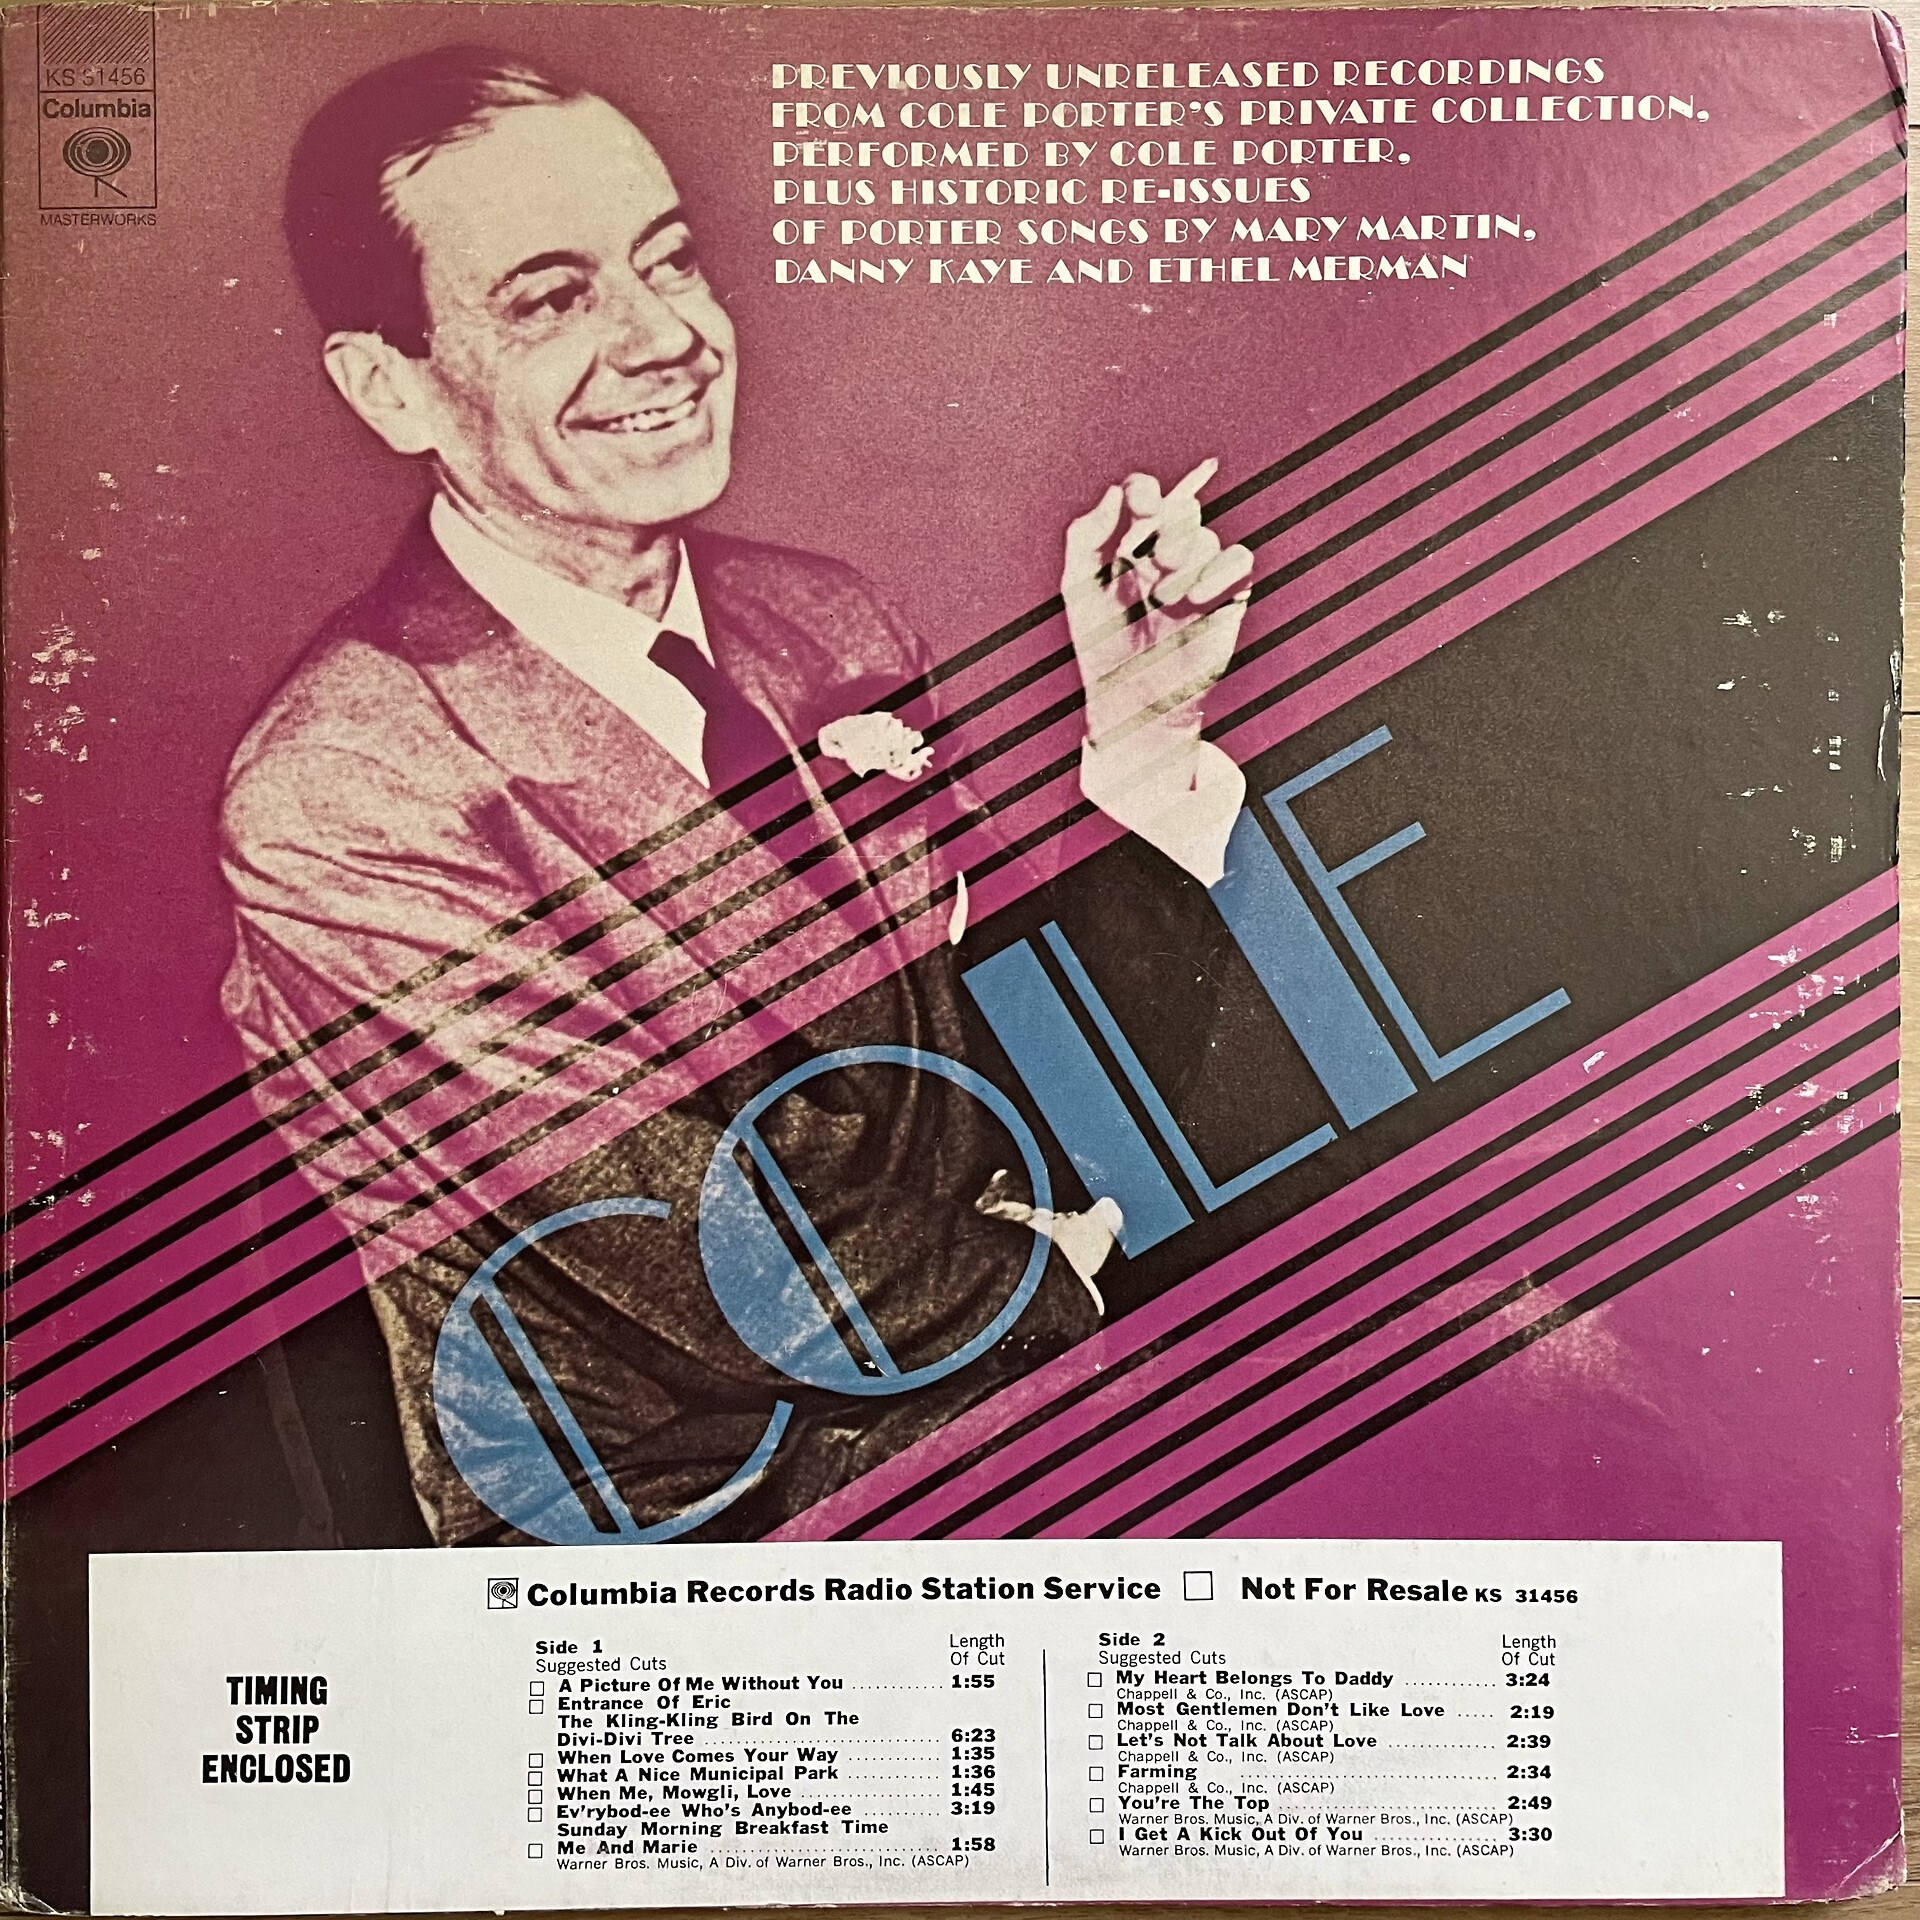 KS 31456
Columbia
MASTERWORKS
PREVIOUSLY UNRELEASED RECORDINGS
FROM COLE PORTER'S PRIVATE COLLECTION,
PERFORMED BY COLE PORTER,
PLUS HISTORIC RE-ISSUES
OF PORTER SONGS BY MARY MARTIN,
DANNY KAYE AND ETHEL MERMAN
COLE
Columbia Records Radio Station Service Not For Resale KS 31456
TIMING
STRIP
ENCLOSED
Side 1 Length
Suggested Cuts Of Cut
A Picture Of Me Without You ............ 1:55
Entrance Of Eric
The Kling-Kling Bird On The
Divi-Divi Tree ............................... 6:23
When Love Comes Your Way ............ 1:35
What A Nice Municipal Park ............ 1:36
When Me, Mowgli, Love .................. 1:45
Ev'rybod-ee Who's Anybod-ee .......... 3:19
Sunday Morning Breakfast Time
Me And Marie .............................. 1:58
Warner Bros. Music, A Div. of Warner Bros., Inc. (ASCAP)
Side 2 Length
Suggested Cuts Of Cut
My Heart Belongs To Daddy ............ 3:24
Chappell & Co., Inc. (ASCAP)
Most Gentlemen Don't Like Love ..... 2:19
Chappell & Co., Inc. (ASCAP)
Let's Not Talk About Love .............. 2:39
Chappell & Co., Inc. (ASCAP)
Farming .................................. 2:34
Chappell & Co., Inc. (ASCAP)
You're The Top ............................ 2:49
Warner Bros. Music, A Div. of Warner Bros., Inc. (ASCAP)
I Get A Kick Out Of You ................ 3:30
Warner Bros. Music, A Div. of Warner Bros., Inc. (ASCAP)